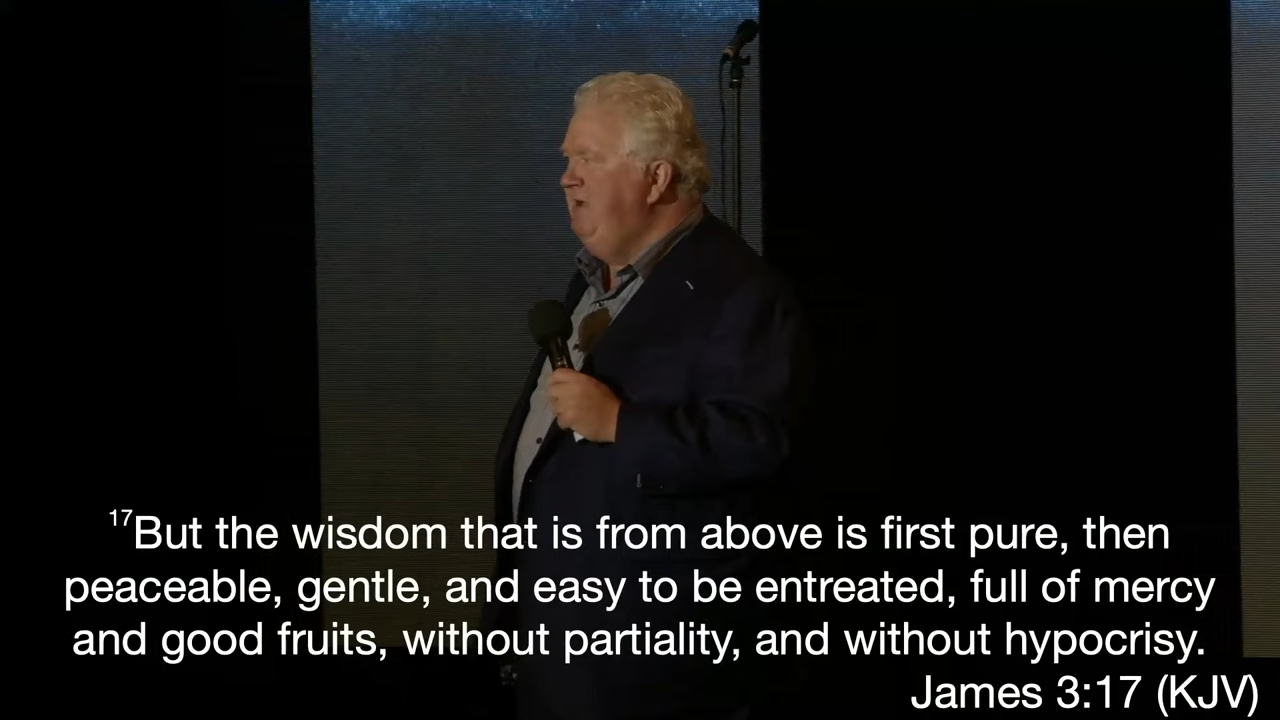 17But the wisdom that is from above is first pure, then
peaceable, gentle, and easy to be entreated, full of mercy
and good fruits, without partiality, and without hypocrisy.
James 3:17 (KJV)